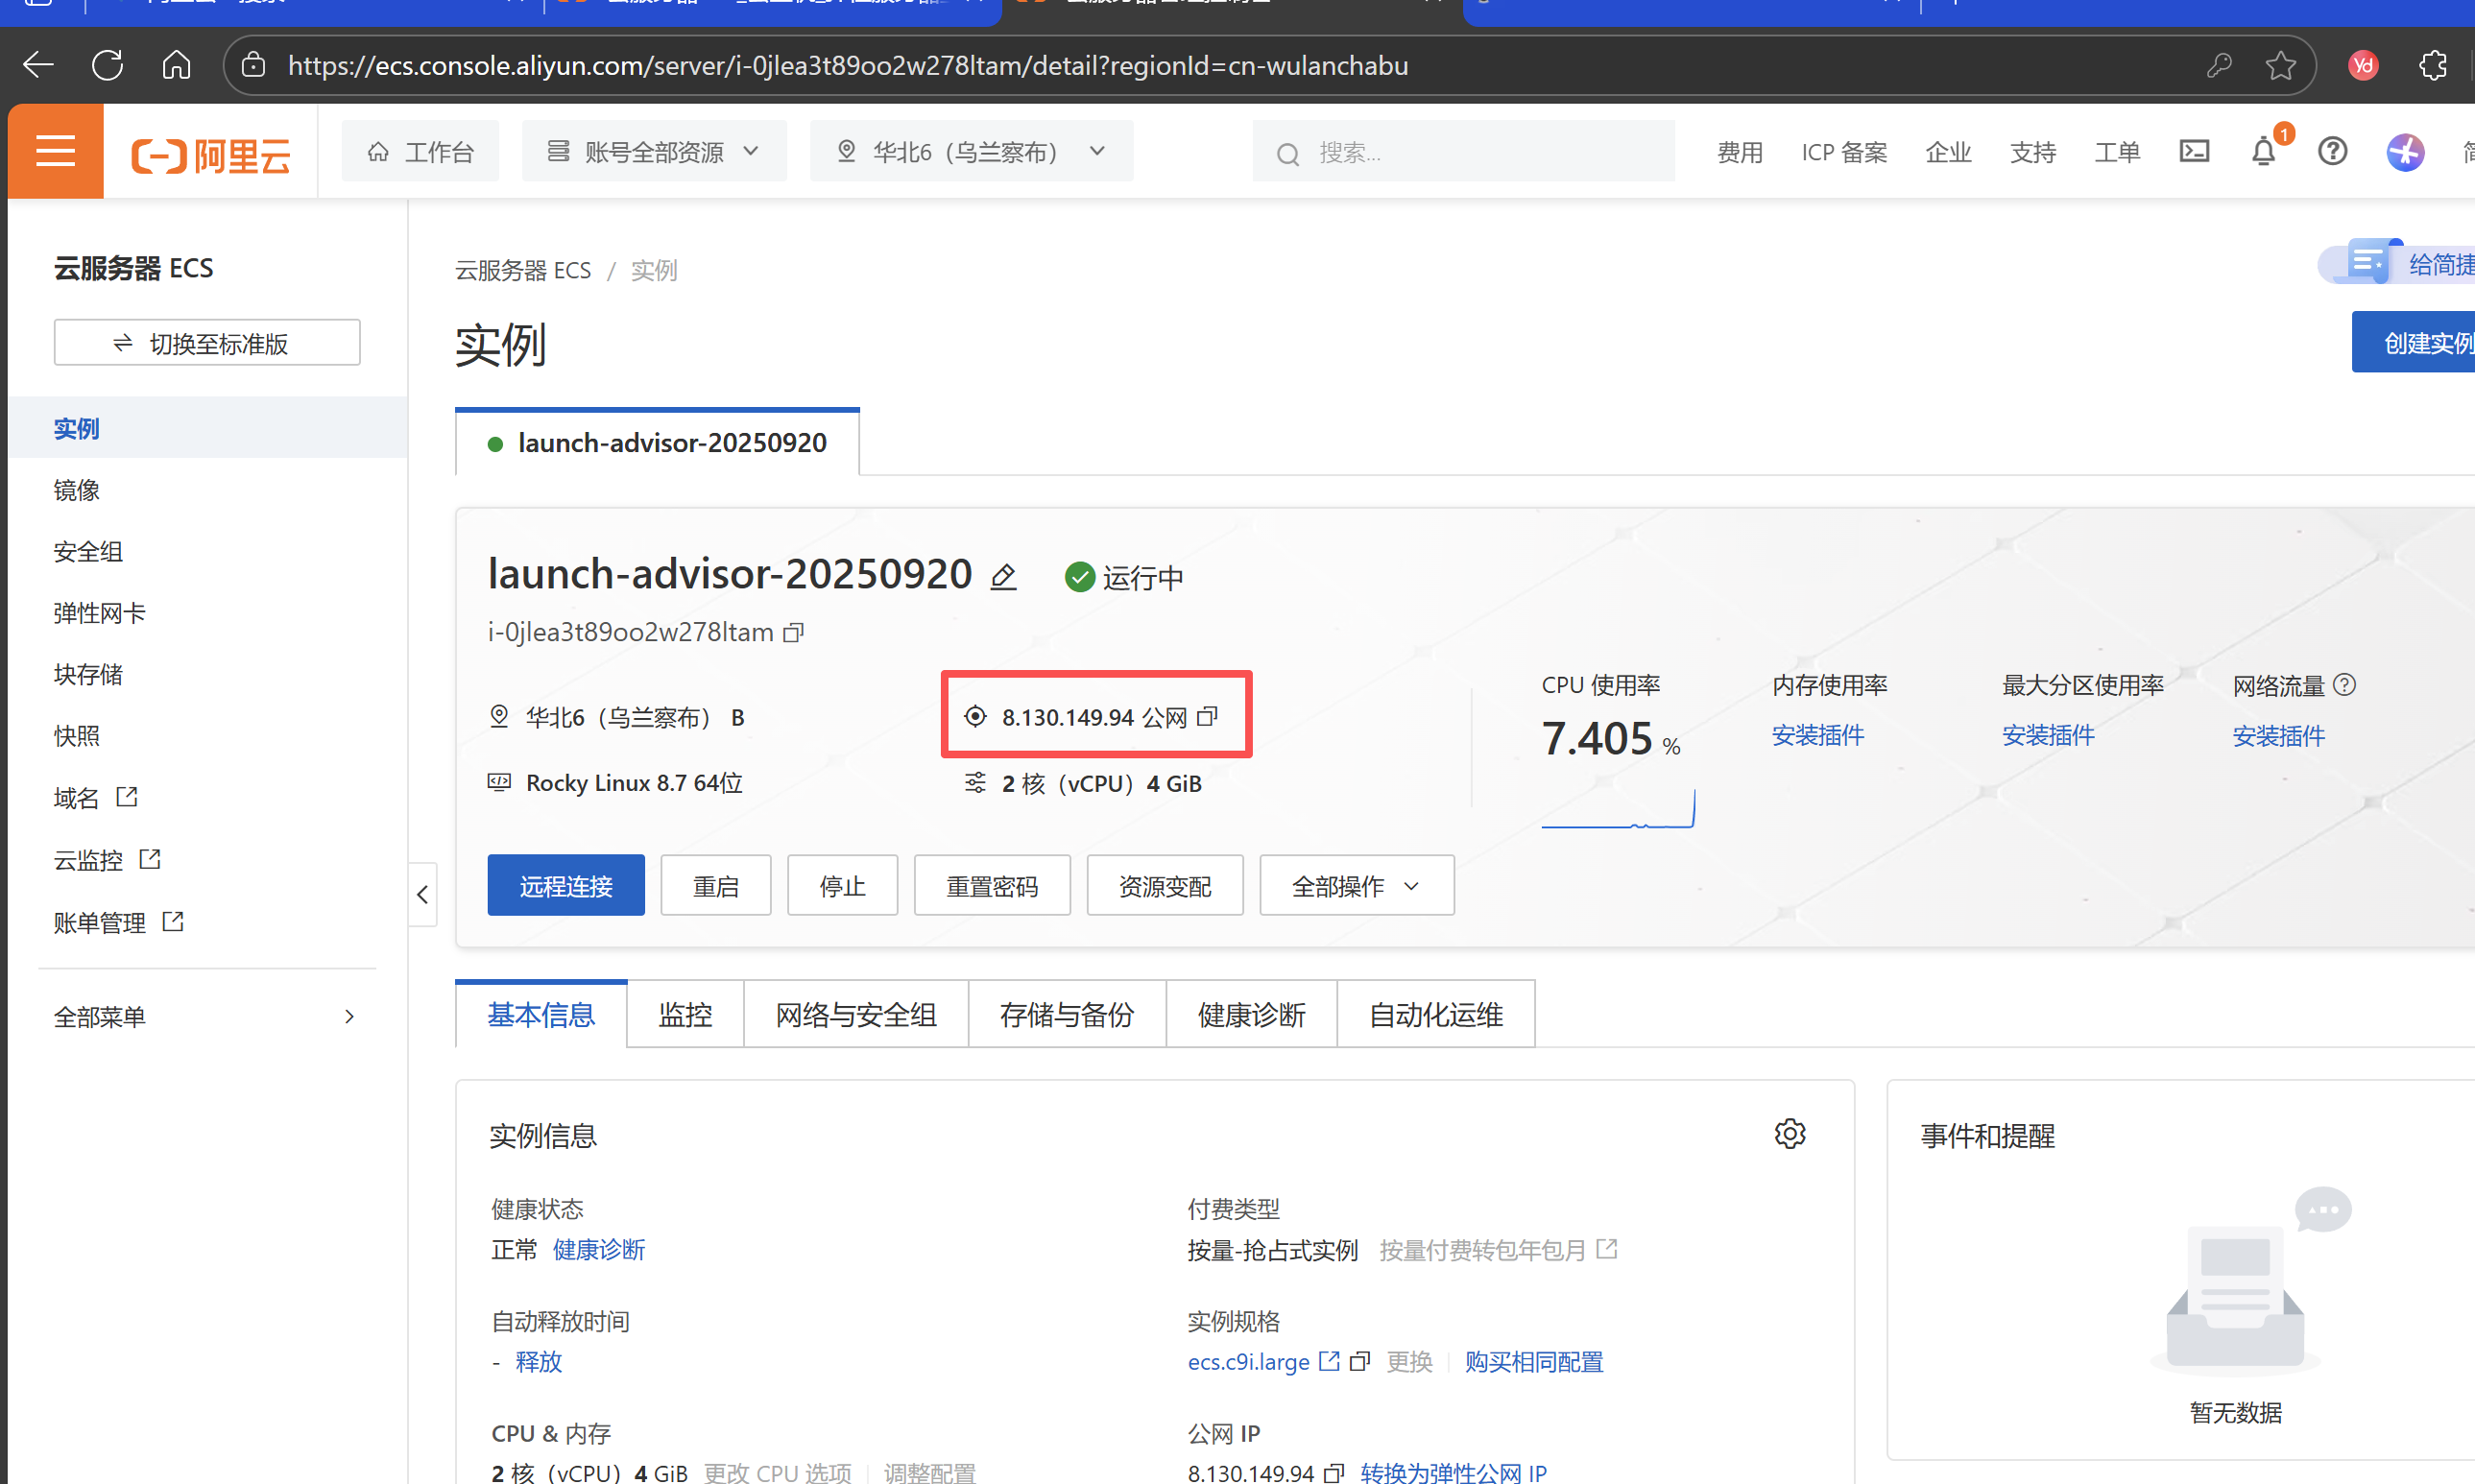 https://ecs.console.aliyun.com/server/i-0jlea3t89oo2w278ltam/detail?regionId=cn-wulanchabu
阿里云
工作台
账号全部资源
华北6（乌兰察布）
搜索...
费用
ICP 备案
企业
支持
工单
1
云服务器 ECS
切换至标准版
实例
镜像
安全组
弹性网卡
块存储
快照
域名
云监控
账单管理
全部菜单
云服务器 ECS / 实例
给简捷
实例
创建实例
launch-advisor-20250920
launch-advisor-20250920
运行中
i-0jlea3t89oo2w278ltam
华北6（乌兰察布） B
8.130.149.94 公网
Rocky Linux 8.7 64位
2 核（vCPU）4 GiB
CPU 使用率
7.405 %
内存使用率
安装插件
最大分区使用率
安装插件
网络流量
安装插件
远程连接
重启
停止
重置密码
资源变配
全部操作
基本信息
监控
网络与安全组
存储与备份
健康诊断
自动化运维
实例信息
健康状态
正常 健康诊断
付费类型
按量-抢占式实例 按量付费转包年包月
自动释放时间
- 释放
实例规格
ecs.c9i.large 更换 购买相同配置
CPU & 内存
2 核（vCPU）4 GiB 更改 CPU 选项 调整配置
公网 IP
8.130.149.94 转换为弹性公网 IP
事件和提醒
暂无数据